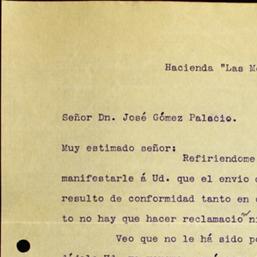 Hacienda "Las
Señor Dn. José Gómez Palacio.
Muy estimado señor:
Refiriendome
manifestarle á Ud. que el envio
resulto de conformidad tanto en
to no hay que hacer reclamacion
Veo que no le há sido